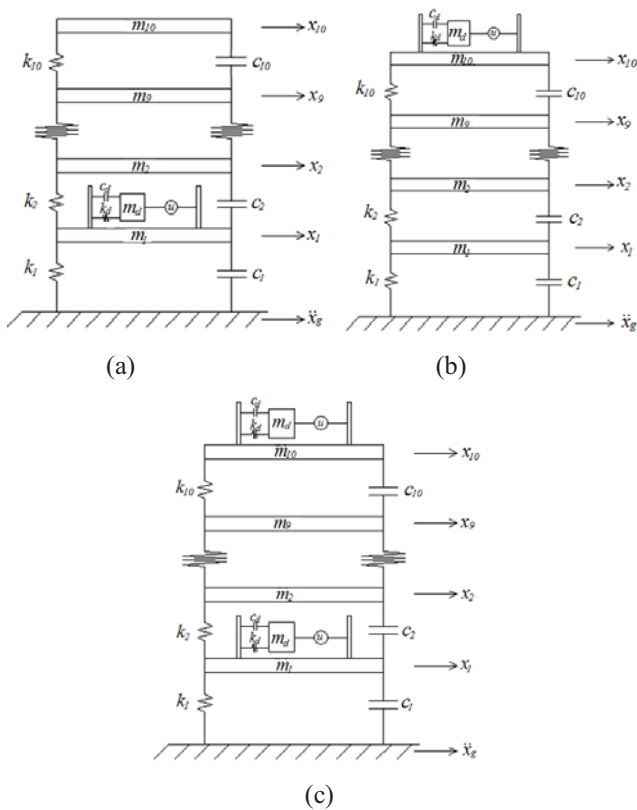 m10 x10
k10 c10
m9 x9
m2 x2
cd
kd md u
k2 c2
m1 x1
k1 c1
ẍg
(a)
cd
kd md u
m10 x10
k10 c10
m9 x9
m2 x2
k2 c2
m1 x1
k1 c1
ẍg
(b)
cd
kd md u
m10 x10
k10 c10
m9 x9
m2 x2
cd
kd md u
k2 c2
m1 x1
k1 c1
ẍg
(c)